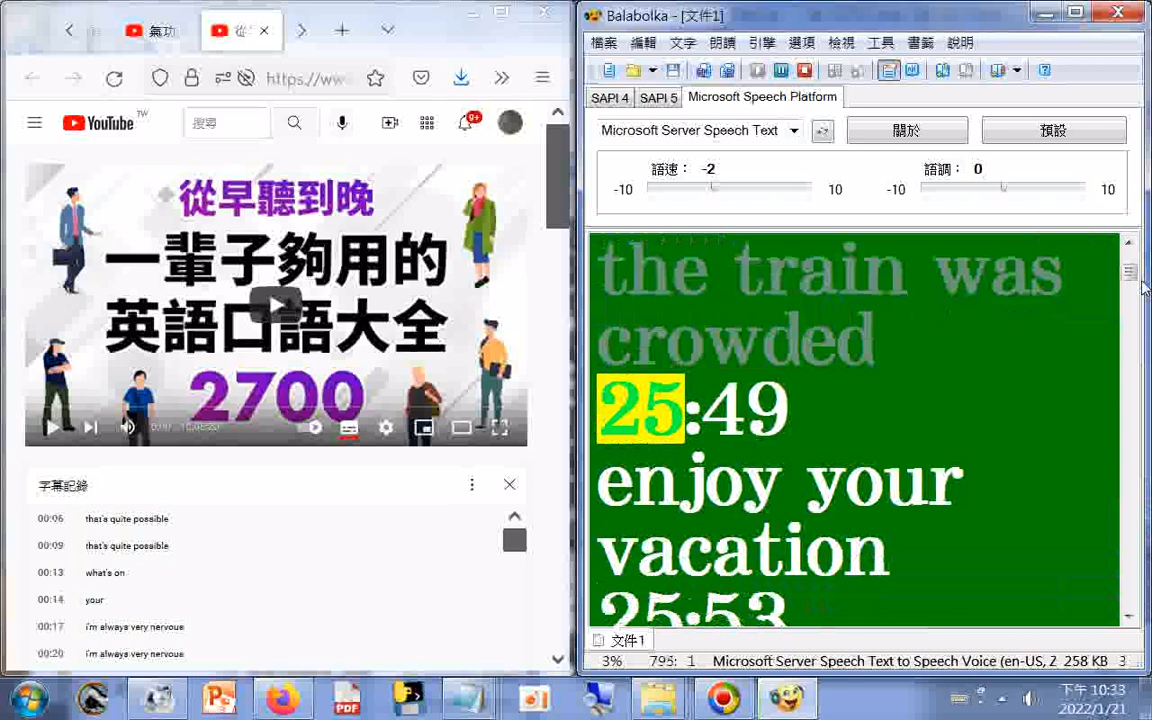 氣功
從
https://www
YouTube
TW
搜尋
9+
從早聽到晚
一輩子夠用的
英語口語大全
2700
字幕記錄
00:06 that's quite possible
00:09 that's quite possible
00:13 what's on
00:14 your
00:17 i'm always very nervous
00:20 i'm always very nervous
Balabolka - [文件1]
檔案 編輯 文字 朗讀 引擎 選項 檢視 工具 書籤 說明
SAPI 4 SAPI 5 Microsoft Speech Platform
Microsoft Server Speech Text 關於 預設
語速： -2 語調： 0
-10 10 -10 10
the train was
crowded
25:49
enjoy your
vacation
25:53
文件1
3% 795: 1 Microsoft Server Speech Text to Speech Voice (en-US, Z 258 KB 3
PDF
下午 10:33
2022/1/21